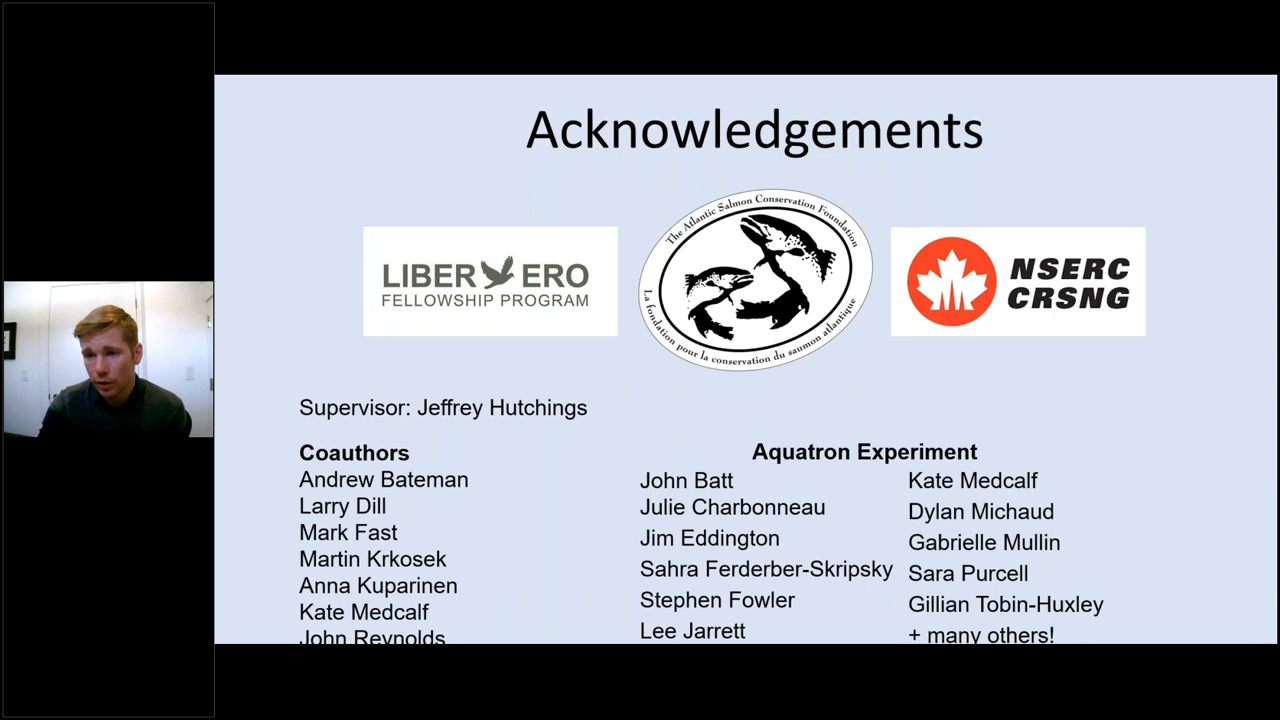 Acknowledgements
LIBER ERO
FELLOWSHIP PROGRAM
The Atlantic Salmon Conservation Foundation
La fondation pour la conservation du saumon atlantique
NSERC
CRSNG
Supervisor: Jeffrey Hutchings
Coauthors
Andrew Bateman
Larry Dill
Mark Fast
Martin Krkosek
Anna Kuparinen
Kate Medcalf
John Reynolds
Aquatron Experiment
John Batt
Julie Charbonneau
Jim Eddington
Sahra Ferderber-Skripsky
Stephen Fowler
Lee Jarrett
Kate Medcalf
Dylan Michaud
Gabrielle Mullin
Sara Purcell
Gillian Tobin-Huxley
+ many others!